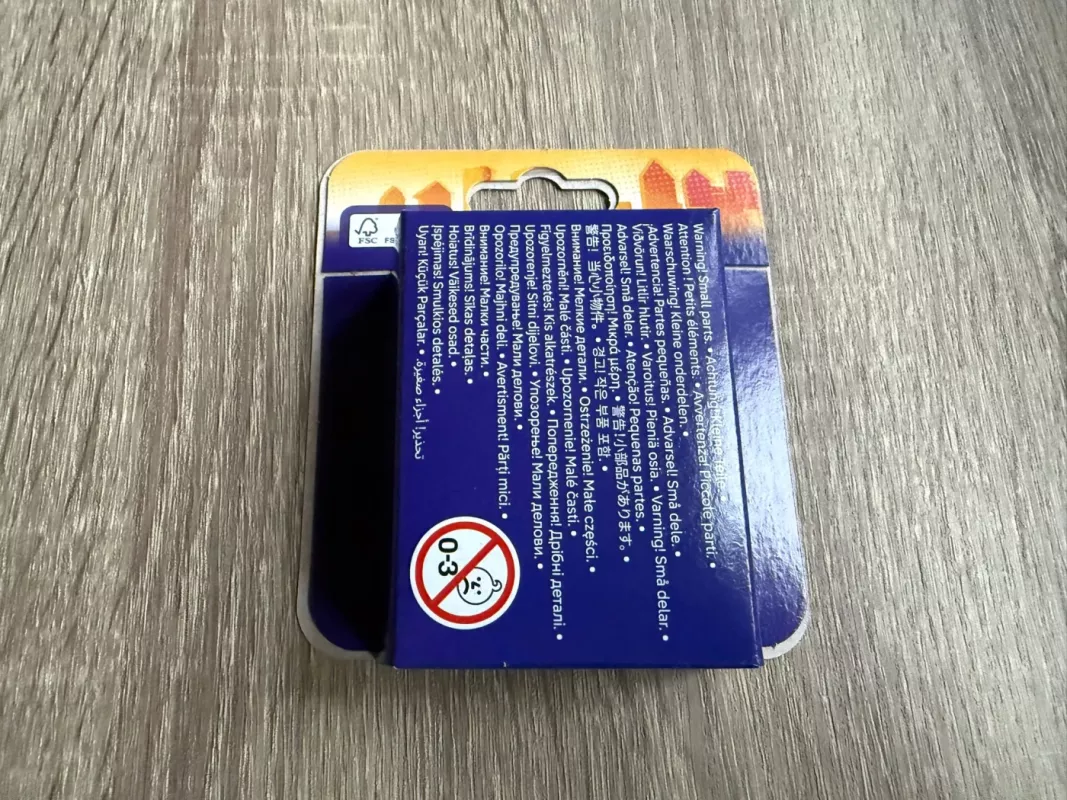 FSC
FS
Warning! Small parts. • Achtung! Kleine Teile. •
Attention ! Petits éléments. • Avvertenza! Piccole parti. •
Waarschuwing! Kleine onderdelen. •
Advertencia! Partes pequeñas. • Advarsel! Små dele. •
Viðvörun! Litlir hlutir. • Varoitus! Pieniä osia. • Varning! Små delar. •
Advarsel! Små deler. • Atenção! Pequenas partes. •
Προειδοποίηση! Μικρά μέρη. • 警告!小部品があります。 •
警告！当心小物件。 • 경고! 작은 부품 포함. •
Внимание! Мелкие детали. • Ostrzeżenie! Małe części. •
Upozornění! Malé části. • Upozornenie! Malé časti. •
Figyelmeztetés! Kis alkatrészek. • Попередження! Дрібні деталі. •
Upozorenje! Sitni dijelovi. • Упозорење! Мали делови. •
Предупредување! Мали делови. •
Opozorilo! Majhni deli. • Avertisment! Părți mici. •
Внимание! Малки части. •
Brīdinājums! Sīkas detaļas. •
Hoiatus! Väikesed osad. •
Įspėjimas! Smulkios detalės. •
Uyarı! Küçük Parçalar. • تحذير! أجزاء صغيرة.
0-3